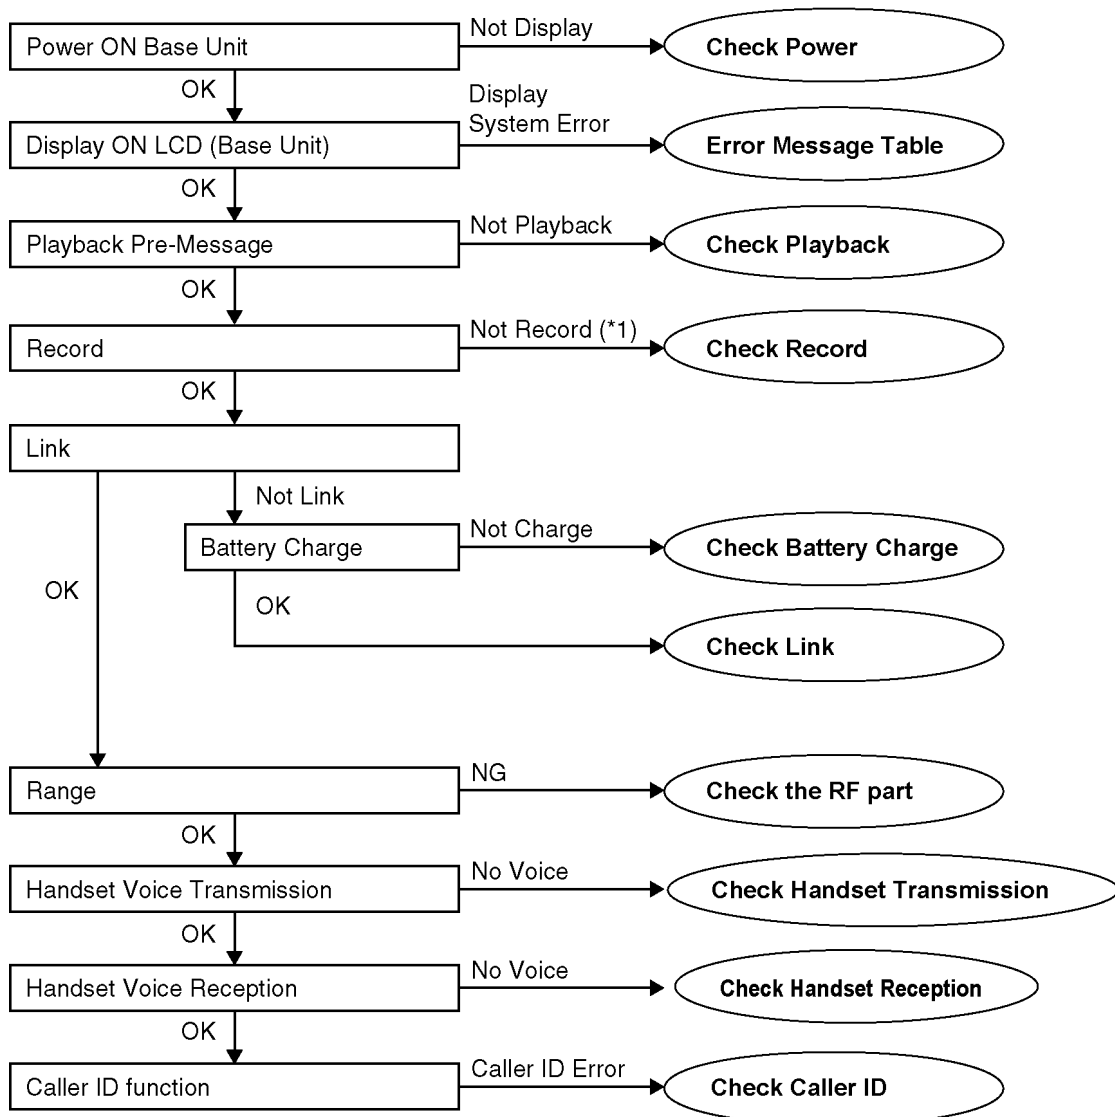 Power ON Base Unit
Not Display
Check Power
OK
Display
System Error
Display ON LCD (Base Unit)
Error Message Table
OK
Playback Pre-Message
Not Playback
Check Playback
OK
Record
Not Record (*1)
Check Record
OK
Link
Not Link
Battery Charge
Not Charge
Check Battery Charge
OK
OK
Check Link
Range
NG
Check the RF part
OK
Handset Voice Transmission
No Voice
Check Handset Transmission
OK
Handset Voice Reception
No Voice
Check Handset Reception
OK
Caller ID function
Caller ID Error
Check Caller ID